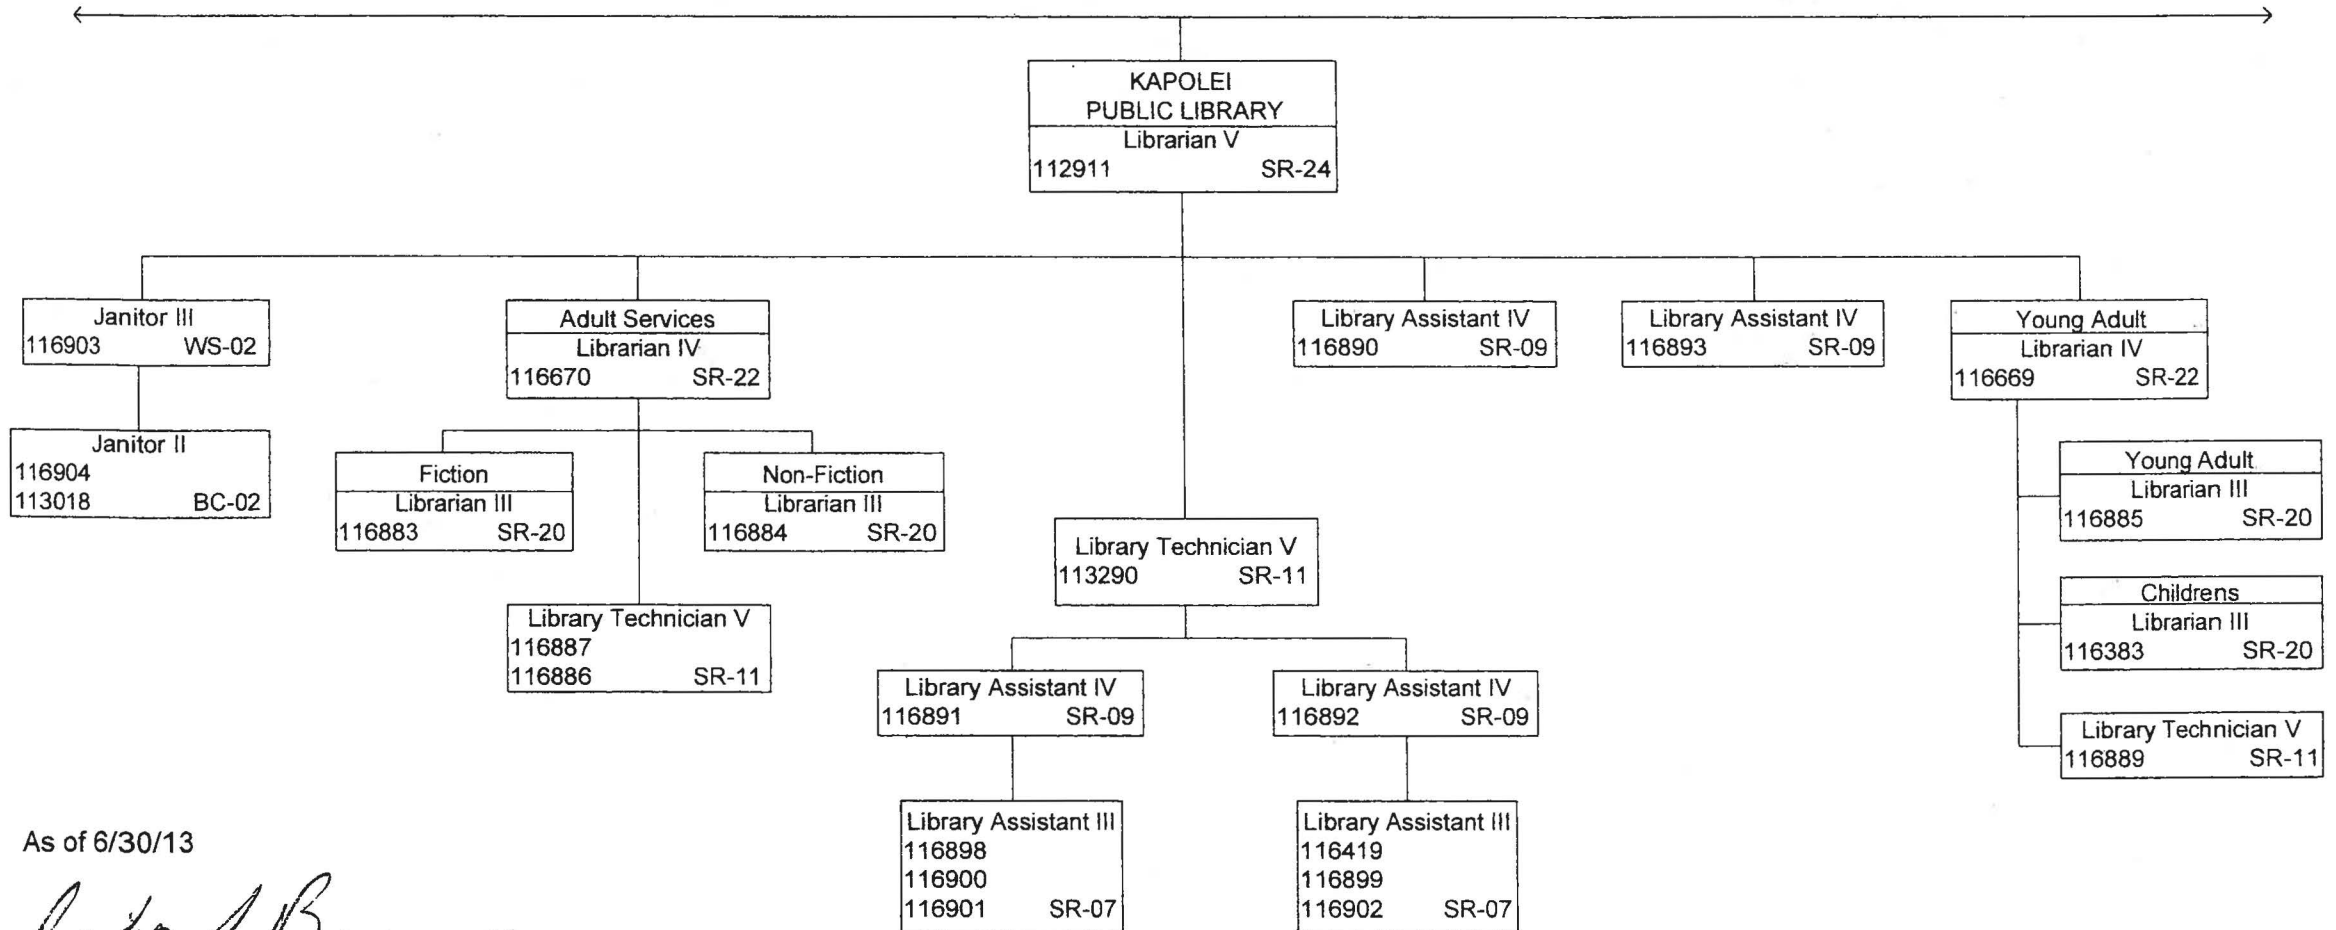 KAPOLEI
PUBLIC LIBRARY
Librarian V
112911 SR-24
Janitor III
116903 WS-02
Janitor II
116904
113018 BC-02
Adult Services
Librarian IV
116670 SR-22
Fiction
Librarian III
116883 SR-20
Non-Fiction
Librarian III
116884 SR-20
Library Technician V
116887
116886 SR-11
Library Technician V
113290 SR-11
Library Assistant IV
116891 SR-09
Library Assistant III
116898
116900
116901 SR-07
Library Assistant IV
116892 SR-09
Library Assistant III
116419
116899
116902 SR-07
Library Assistant IV
116890 SR-09
Library Assistant IV
116893 SR-09
Young Adult
Librarian IV
116669 SR-22
Young Adult
Librarian III
116885 SR-20
Childrens
Librarian III
116383 SR-20
Library Technician V
116889 SR-11
As of 6/30/13